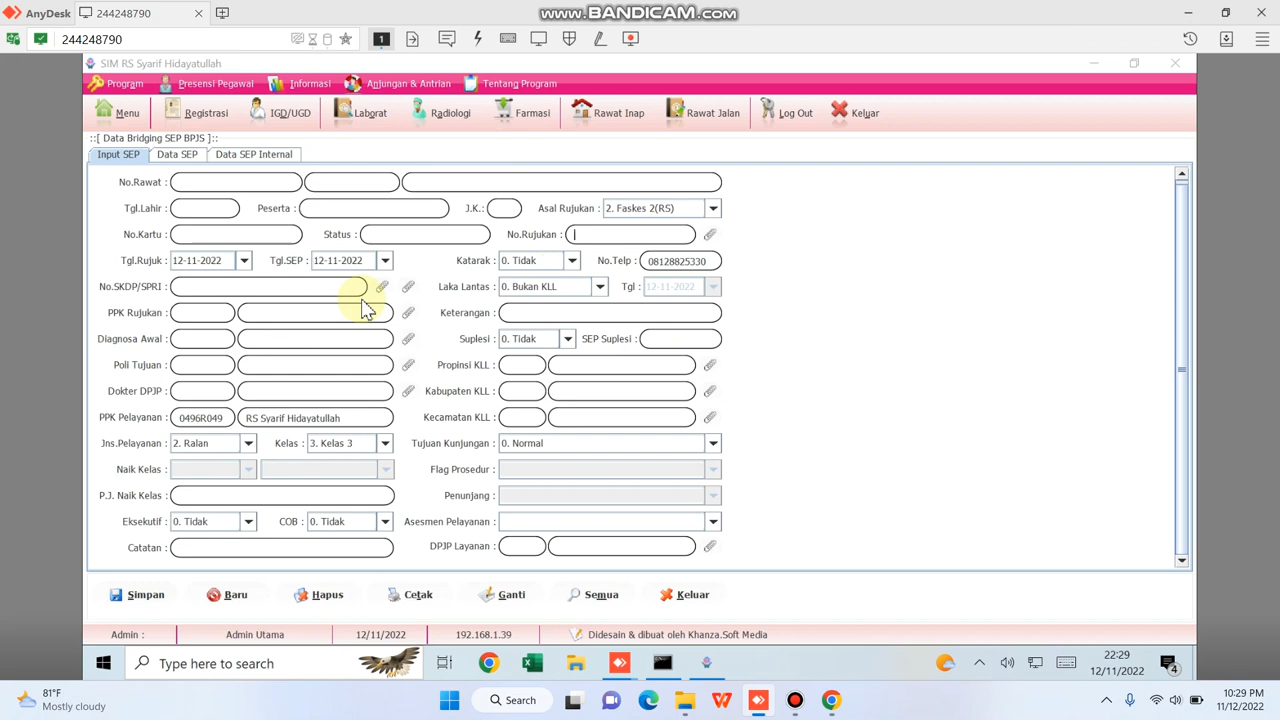 AnyDesk 244248790 www.BANDICAM.com
244248790 1
SIM RS Syarif Hidayatullah
Program Presensi Pegawai Informasi Anjungan & Antrian Tentang Program
Menu Registrasi IGD/UGD Laborat Radiologi Farmasi Rawat Inap Rawat Jalan Log Out Keluar
::[ Data Bridging SEP BPJS ]::
Input SEP Data SEP Data SEP Internal
No.Rawat :
Tgl.Lahir : Peserta : J.K.: Asal Rujukan : 2. Faskes 2(RS)
No.Kartu : Status : No.Rujukan :
Tgl.Rujuk : 12-11-2022 Tgl.SEP : 12-11-2022 Katarak : 0. Tidak No.Telp : 08128825330
No.SKDP/SPRI : Laka Lantas : 0. Bukan KLL Tgl : 12-11-2022
PPK Rujukan : Keterangan :
Diagnosa Awal : Suplesi : 0. Tidak SEP Suplesi :
Poli Tujuan : Propinsi KLL :
Dokter DPJP : Kabupaten KLL :
PPK Pelayanan : 0496R049 RS Syarif Hidayatullah Kecamatan KLL :
Jns.Pelayanan : 2. Ralan Kelas : 3. Kelas 3 Tujuan Kunjungan : 0. Normal
Naik Kelas : Flag Prosedur :
P.J. Naik Kelas : Penunjang :
Eksekutif : 0. Tidak COB : 0. Tidak Asesmen Pelayanan :
Catatan : DPJP Layanan :
Simpan Baru Hapus Cetak Ganti Semua Keluar
Admin : Admin Utama 12/11/2022 192.168.1.39 Didesain & dibuat oleh Khanza.Soft Media
Type here to search 22:29
12/11/2022 4
81°F
Mostly cloudy Search 10:29 PM
11/12/2022